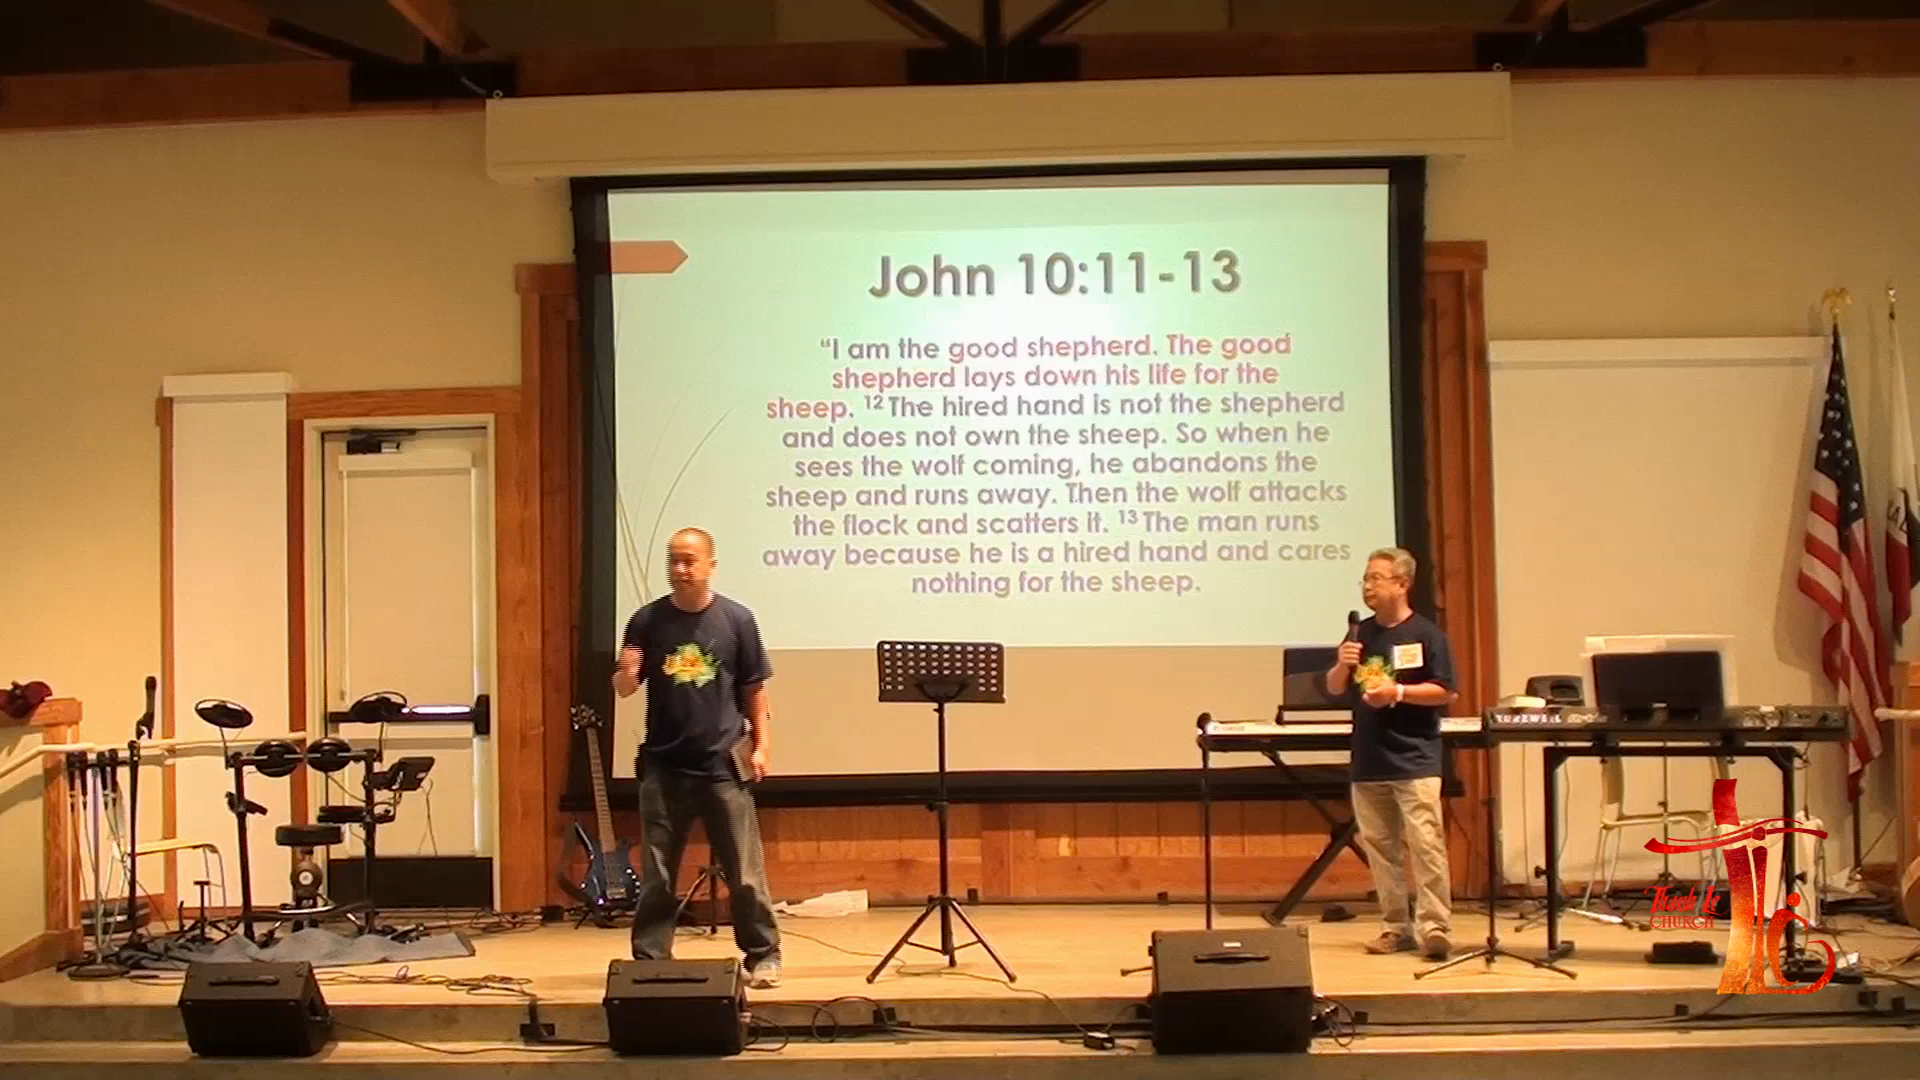 John 10:11-13
“I am the good shepherd. The good
shepherd lays down his life for the
sheep. 12 The hired hand is not the shepherd
and does not own the sheep. So when he
sees the wolf coming, he abandons the
sheep and runs away. Then the wolf attacks
the flock and scatters it. 13 The man runs
away because he is a hired hand and cares
nothing for the sheep.
KURZWEIL
CHURCH